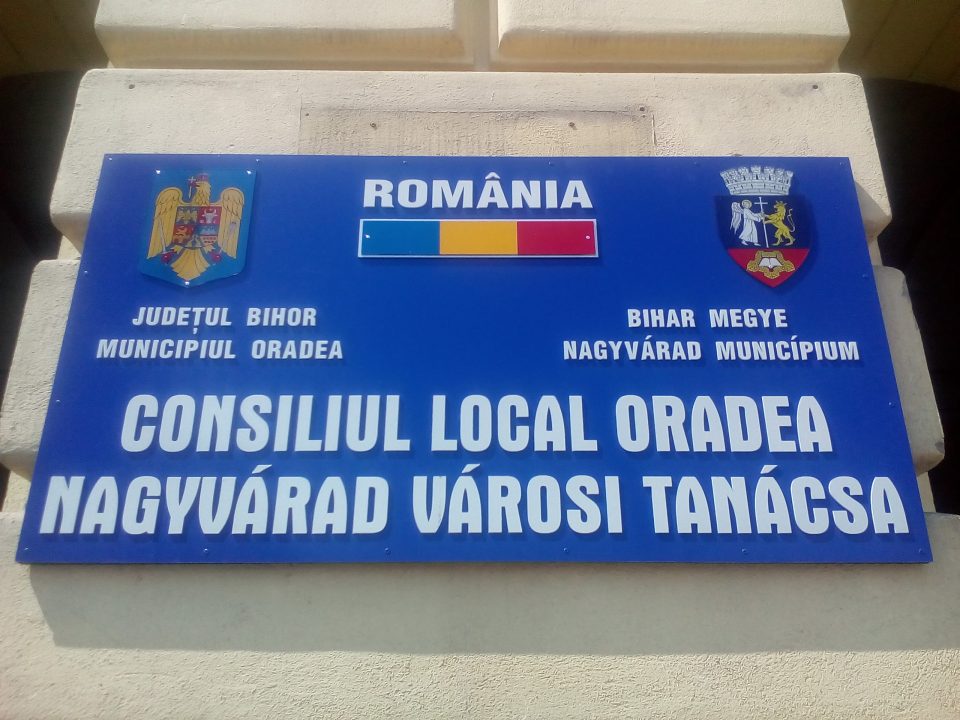 ROMÂNIA
JUDEȚUL BIHOR
MUNICIPIUL ORADEA
BIHAR MEGYE
NAGYVÁRAD MUNICÍPIUM
CONSILIUL LOCAL ORADEA
NAGYVÁRAD VÁROSI TANÁCSA